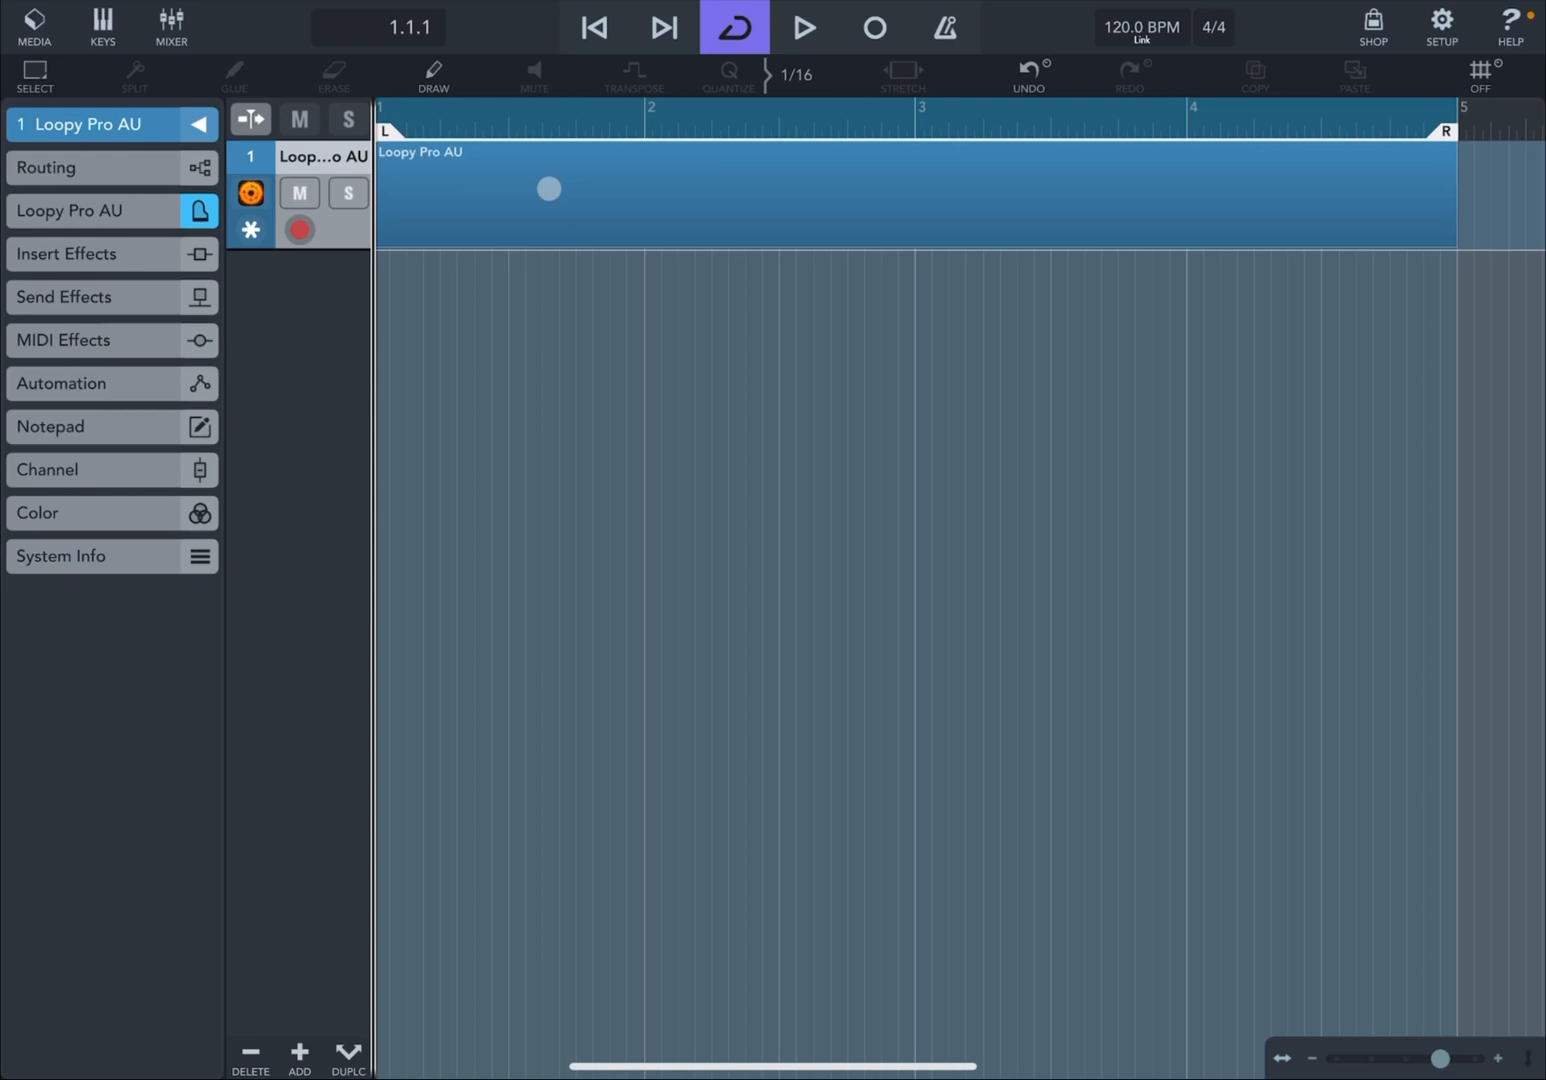 1.1.1
120.0 BPM
Link
4/4
MEDIA
KEYS
MIXER
SHOP
SETUP
? HELP
SELECT
SPLIT
GLUE
ERASE
DRAW
MUTE
TRANSPOSE
Q QUANTIZE
1/16
STRETCH
UNDO
REDO
COPY
PASTE
OFF
1 Loopy Pro AU
M S
1 2 3 4 5
L R
Routing
Loopy Pro AU
Insert Effects
Send Effects
MIDI Effects
Automation
Notepad
Channel
Color
System Info
1 Loop...o AU
M S
Loopy Pro AU
DELETE
ADD
DUPLC